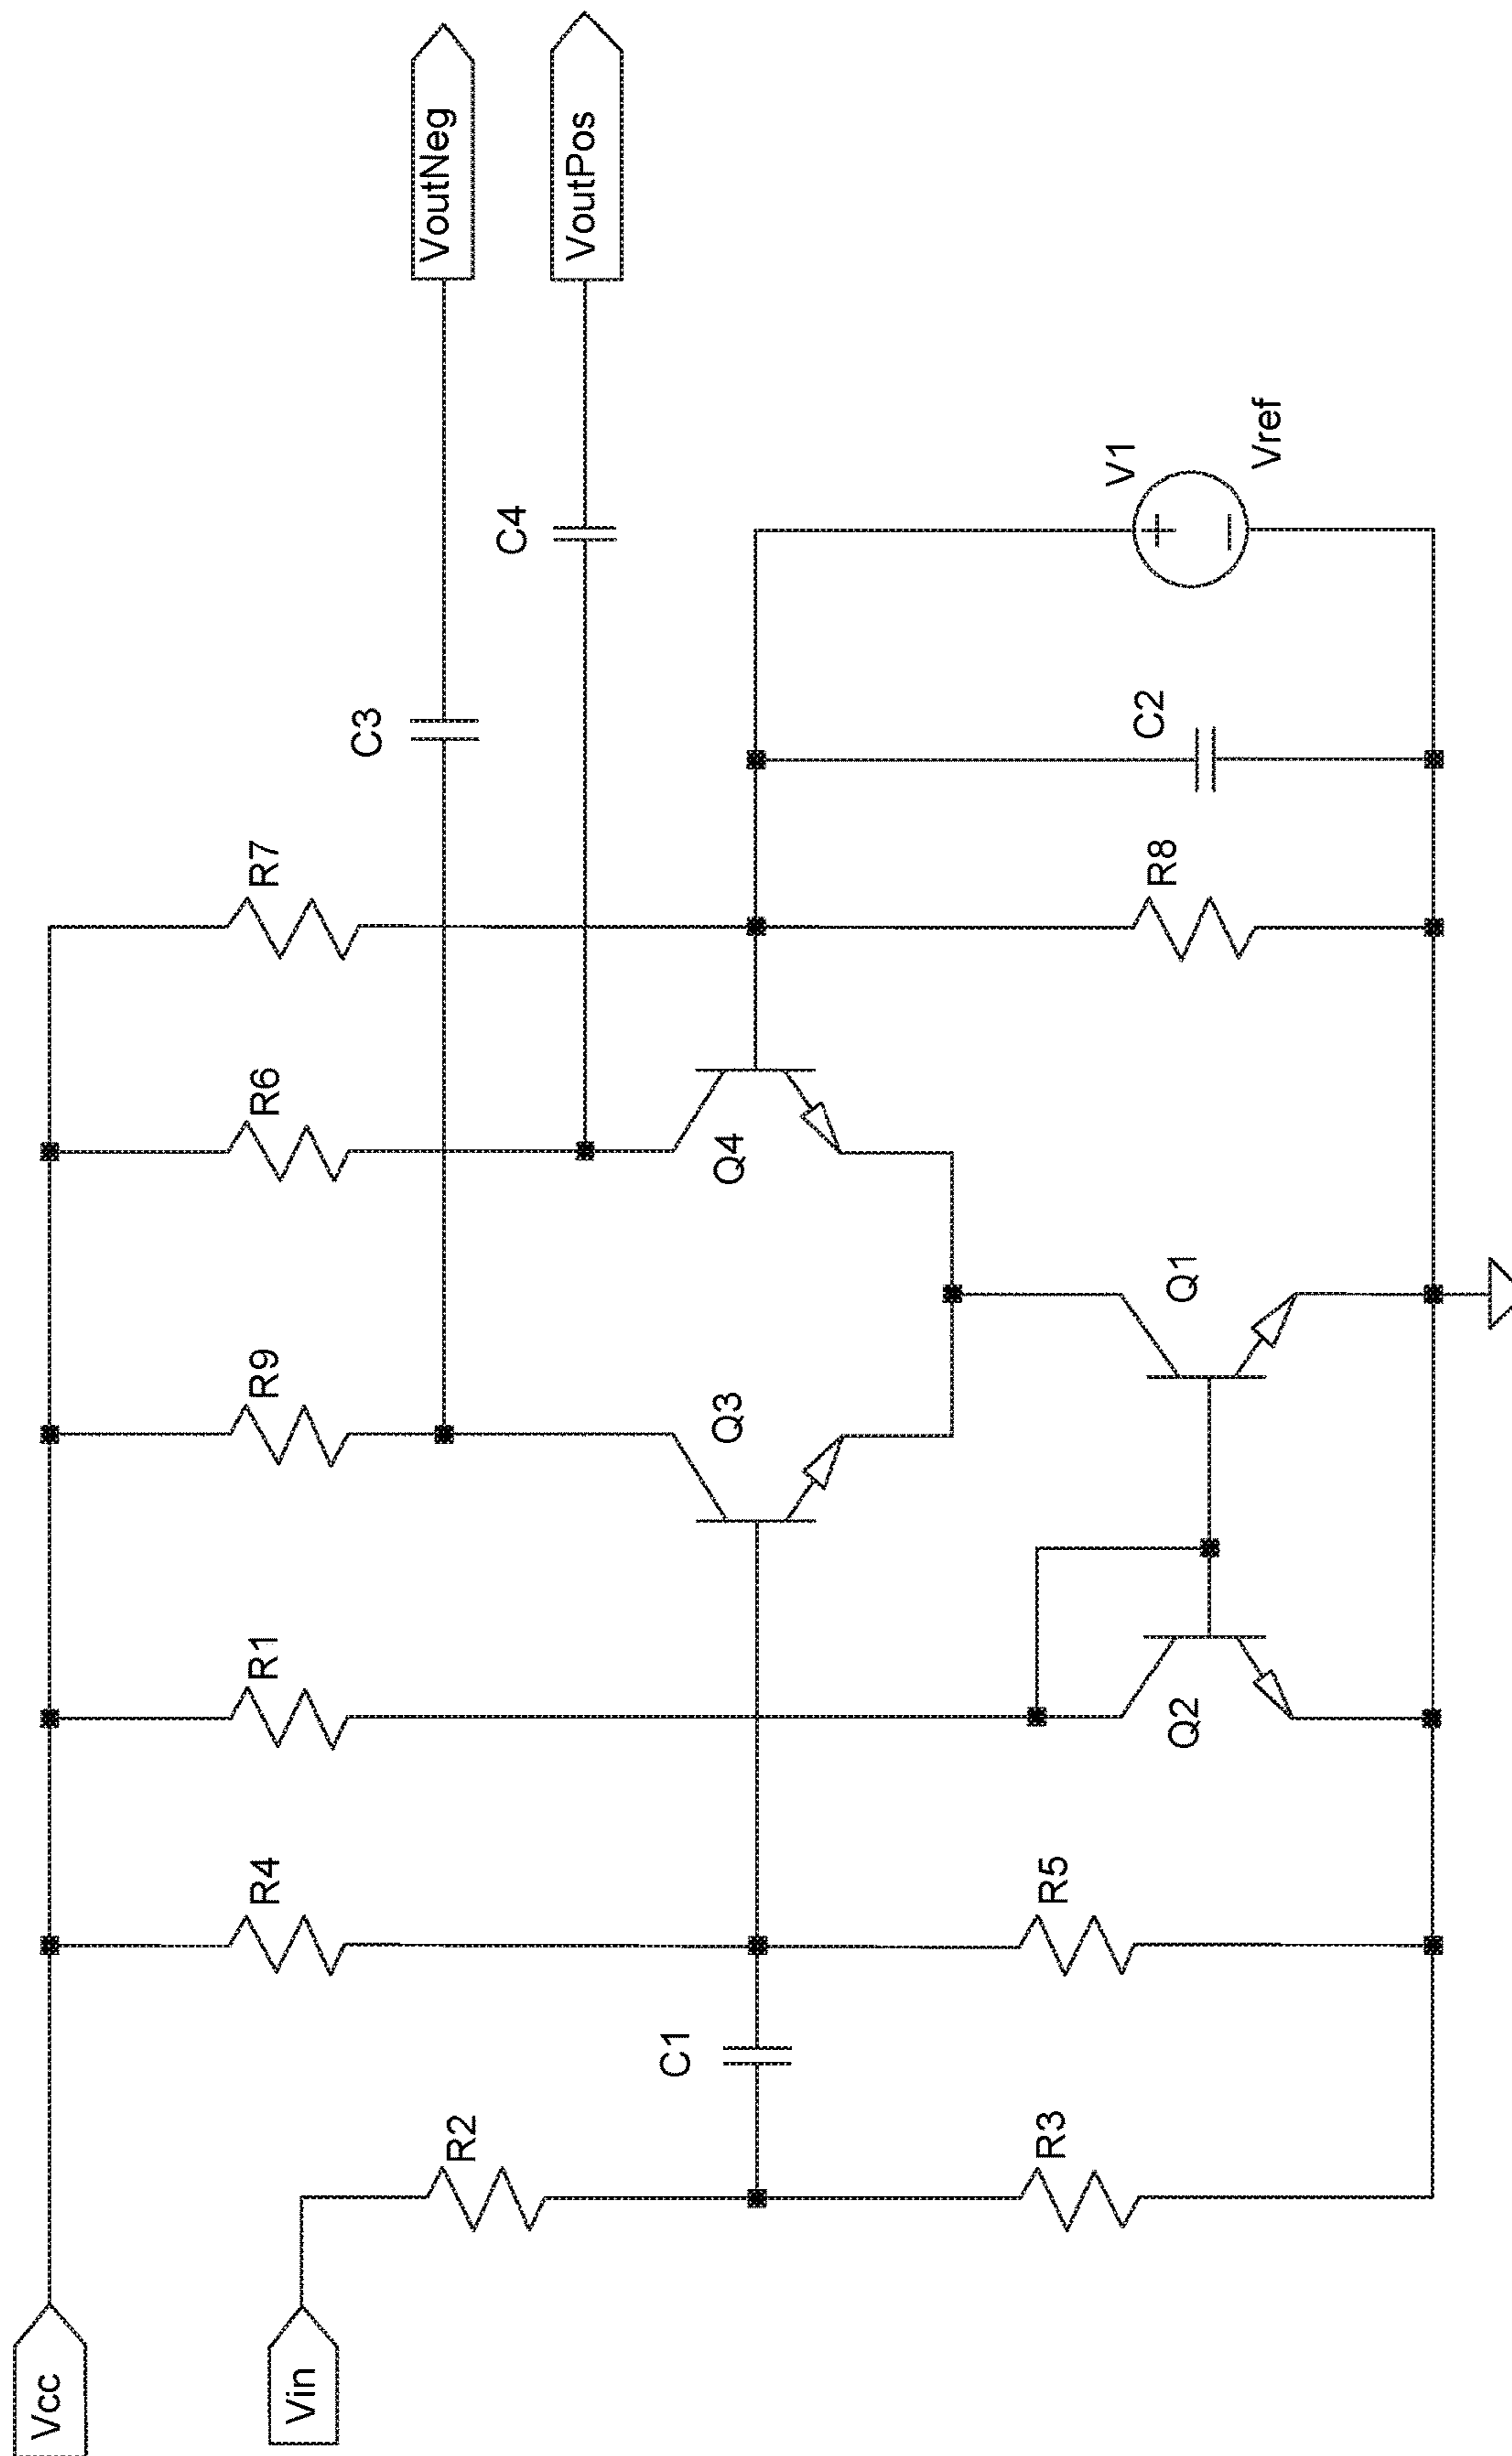 Vcc
Vin
R2
R3
C1
R4
R5
R1
Q2
R9
Q3
Q1
R6
Q4
R7
R8
C3
C4
C2
V1
Vref
VoutNeg
VoutPos